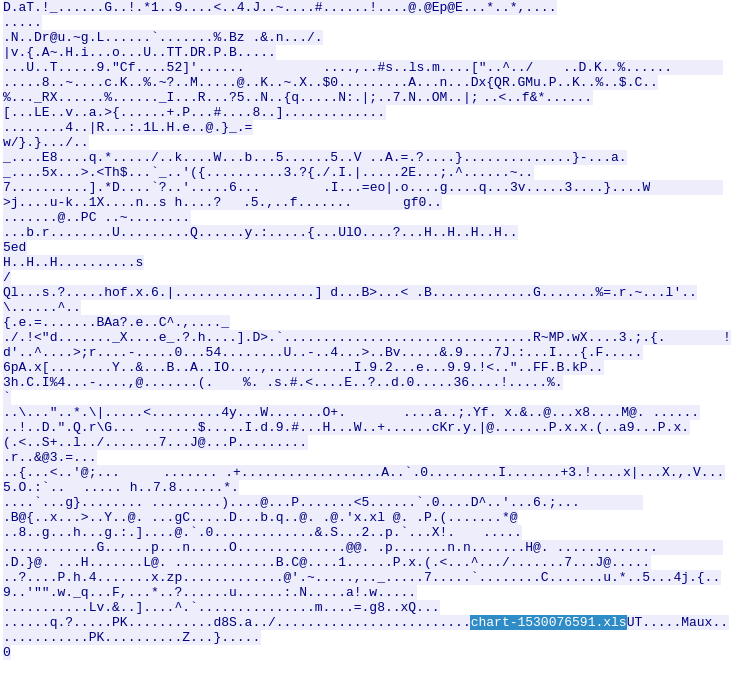 D.aT.!_......G..!.*1..9....<..4.J..~....#......!....@.@Ep@E...*..*,....
.....
.N..Dr@u.~g.L......`.......%.Bz .&.n.../.
|v.{.A~.H.i...o...U..TT.DR.P.B.....
...U..T.....9."Cf....52]'...... ....,..#s..ls.m....["..^../ ..D.K..%......
.....8..~....c.K..%.~?..M.....@..K..~.X..$0.........A...n...Dx{QR.GMu.P..K..%..$.C..
%..._RX......%......_I...R...?5..N..{q.....N:.|;..7.N..OM..|; ..<..f&*......
[...LE..v..a.>{......+.P...#....8..].............
........4..|R...:.1L.H.e..@.}_.=
w/}.}.../..
_....E8....q.*...../..k....W...b...5......5..V ..A.=.?....}..............}-...a.
_....5x...>.<Th$...`_..'({..........3.?{./.I.|.....2E...;.^......~..
7..........].*D....`?..'.....6... .I...=eo|.o....g....q...3v.....3....}....W
>j....u-k..1X....n..s h....? .5.,..f....... gf0..
.......@..PC ..~........
...b.r........U.........Q......y.:.....{...UlO....?...H..H..H..H..
5ed
H..H..H..........s
/
Ql...s.?.....hof.x.6.|..................] d...B>...< .B.............G.......%=.r.~...l'..
\......^..
{.e.=.......BAa?.e..C^.,...._
./.!<"d......._X....e_.?.h....].D>.`................................R~MP.wX....3.;.{. !
d'..^....>;r....-.....0...54........U..-..4...>..Bv.....&.9....7J.:...I...{.F.....
6pA.x[........Y..&...B..A..IO....,...........I.9.2...e...9.9.!<.."..FF.B.kP..
3h.C.I%4...-....,@.......(. %. .s.#.<....E..?..d.0.....36....!.....%.
`
..\..."..*.\|.....<.........4y...W.......O+. ....a..;.Yf. x.&..@...x8....M@. ......
..!..D.".Q.r\G... .......$.....I.d.9.#...H...W..+......cKr.y.|@.......P.x.x.(..a9...P.x.
(.<..S+..l../.......7...J@...P.........
.r..&@3.=...
..{...<..'@;... ....... .+..................A..`.0.........I.......+3.!....x|...X.,.V...
5.O.:`.. ..... h..7.8......*.
....`...g}........ .........)....@...P.......<5......`.0....D^..'...6.;...
.B@{..x...>..Y..@. ...gC.....D...b.q..@. .@.'x.xl @. .P.(.......*@
..8..g...h...g.:.]....@.`.0.............&.S...2..p.`...X!. .....
............G......p...n.....O..............@@. .p.......n.n.......H@. .............
.D.}@. ...H.......L@. .............B.C@....1......P.x.(.<...^.../.......7...J@.....
..?....P.h.4.......x.zp.............@'.~.....,.._.....7.....`........C.......u.*..5...4j.{..
9..'"".w._q...F,...*..?......u......:.N.....a!.w.....
...........Lv.&..]....^.`...............m....=.g8..xQ...
......q.?.....PK...........d8S.a../.........................chart-1530076591.xlsUT.....Maux..
...........PK..........Z...}.....
0